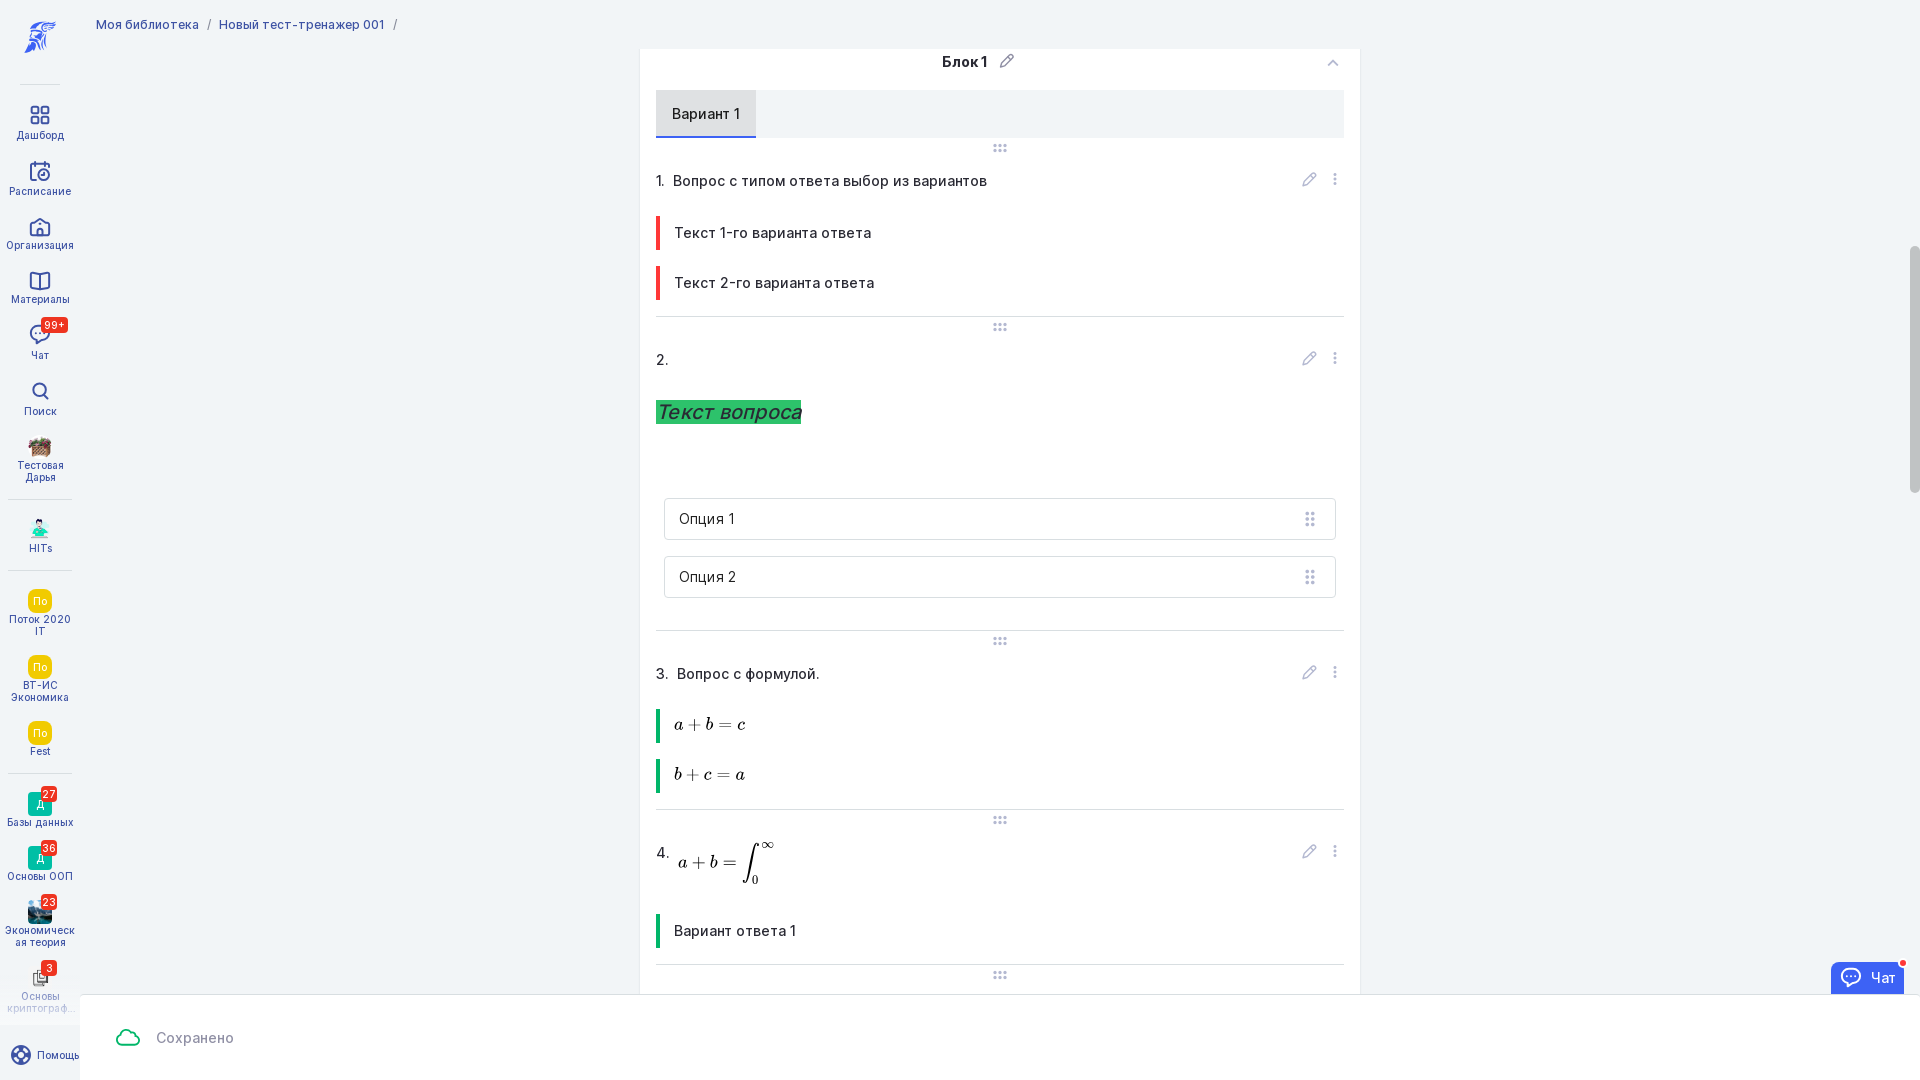 Моя библиотека / Новый тест-тренажер 001 /
Блок 1
Вариант 1
1. Вопрос с типом ответа выбор из вариантов
Текст 1-го варианта ответа
Текст 2-го варианта ответа
2.
Текст вопроса
Опция 1
Опция 2
3. Вопрос с формулой.
a + b = c
b + c = a
4. a + b = ∫₀^∞
Вариант ответа 1
Сохранено
Чат
Дашборд
Расписание
Организация
Материалы
99+
Чат
Поиск
Тестовая
Дарья
HITs
По
Поток 2020
IT
По
ВТ-ИС
Экономика
По
Fest
27
Д
Базы данных
36
Д
Основы ООП
23
Экономическ
ая теория
3
Основы
криптограф...
Помощь